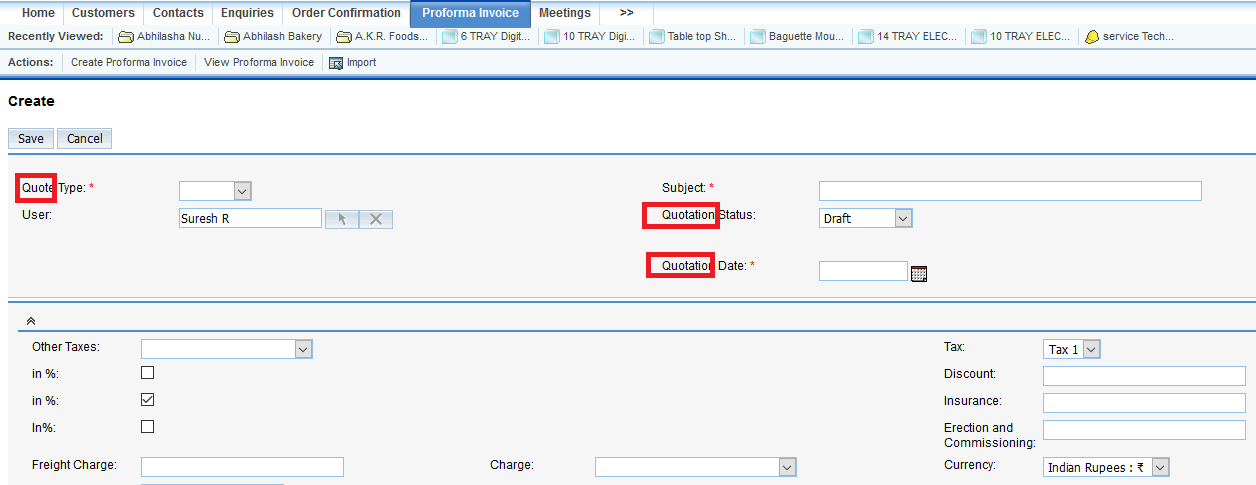 Home Customers Contacts Enquiries Order Confirmation Proforma Invoice Meetings >>
Recently Viewed: Abhilasha Nu... Abhilash Bakery A.K.R. Foods... 6 TRAY Digit... 10 TRAY Digi... Table top Sh... Baguette Mou... 14 TRAY ELEC... 10 TRAY ELEC... service Tech...
Actions: Create Proforma Invoice View Proforma Invoice Import
Create
Save Cancel
Quote Type: * Subject: *
User: Suresh R Quotation Status: Draft
Quotation Date: *
Other Taxes: Tax: Tax 1
in %: Discount:
in %: Insurance:
In%: Erection and
Commissioning:
Freight Charge: Charge: Currency: Indian Rupees : ₹